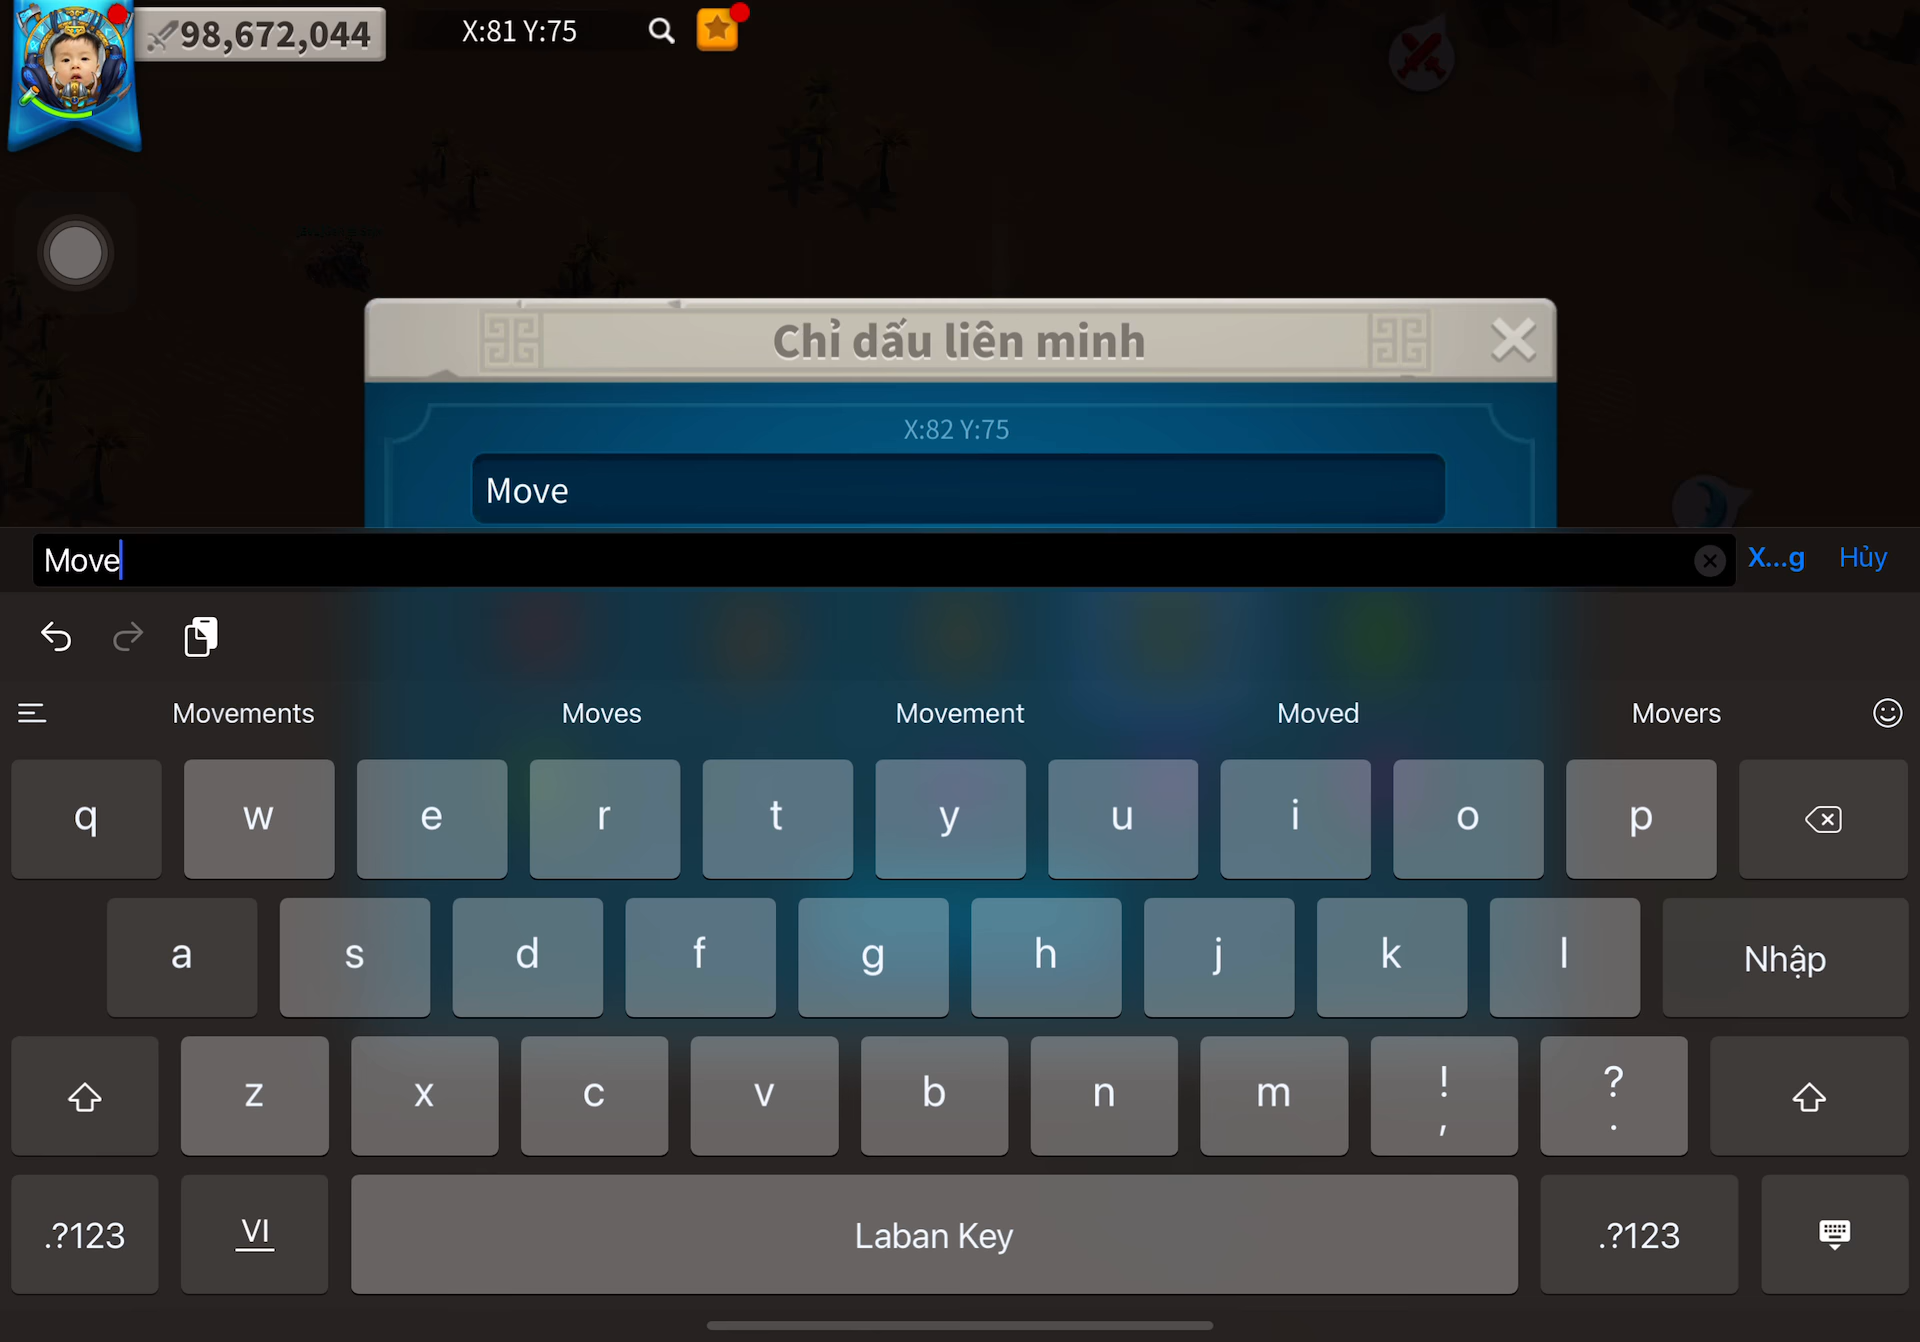 98,672,044
X:81 Y:75
Chỉ dấu liên minh
X:82 Y:75
Move
Move
X...g
Hủy
Movements Moves Movement Moved Movers
q w e r t y u i o p
a s d f g h j k l Nhập
z x c v b n m ! , ? .
.?123 VI Laban Key .?123